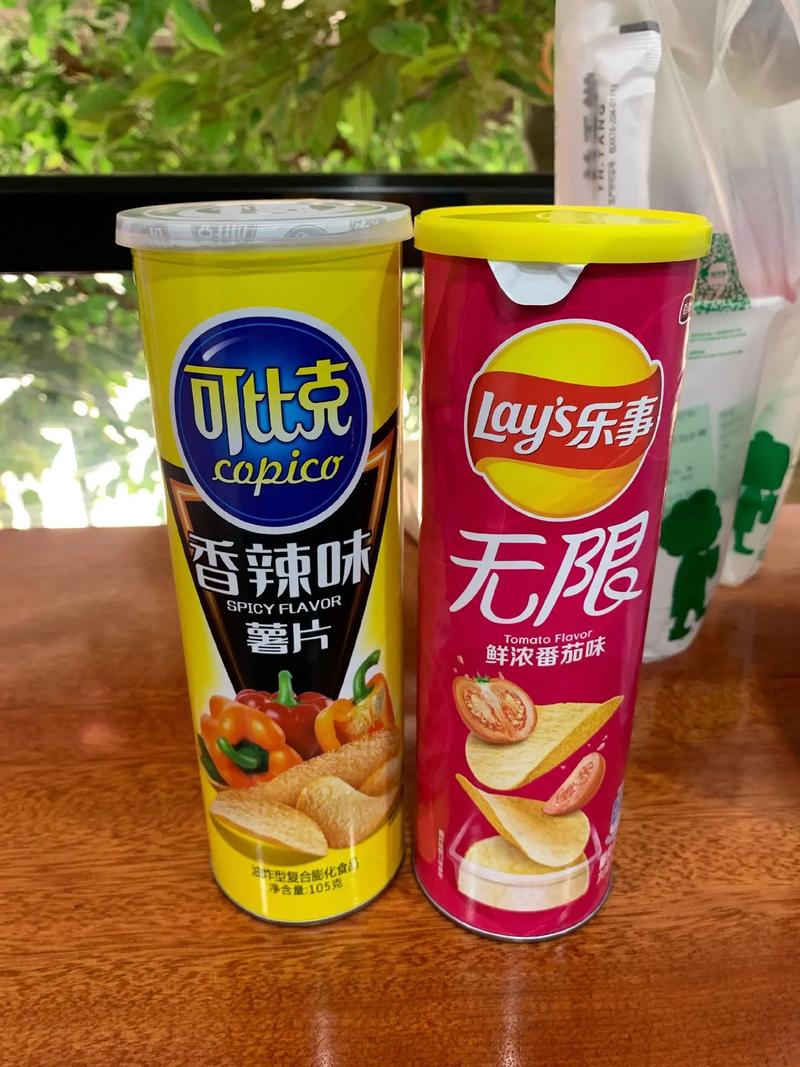 可比克
copico
香辣味
SPICY FLAVOR
薯片
油炸型复合膨化食品
净含量:105克
Lay's乐事
无限
Tomato Flavor
鲜浓番茄味